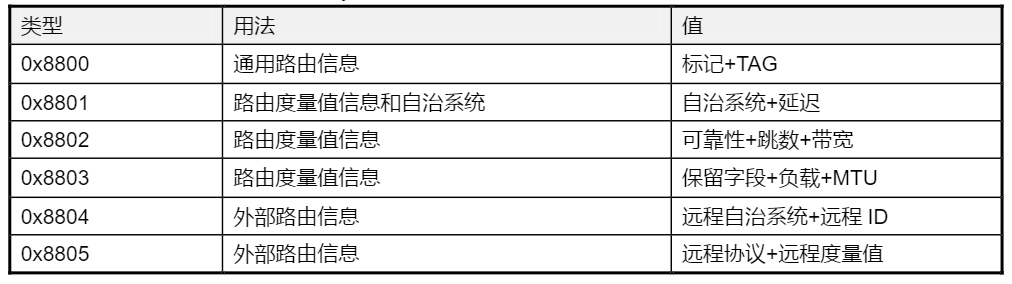 类型 用法 值
0x8800 通用路由信息 标记+TAG
0x8801 路由度量值信息和自治系统 自治系统+延迟
0x8802 路由度量值信息 可靠性+跳数+带宽
0x8803 路由度量值信息 保留字段+负载+MTU
0x8804 外部路由信息 远程自治系统+远程 ID
0x8805 外部路由信息 远程协议+远程度量值